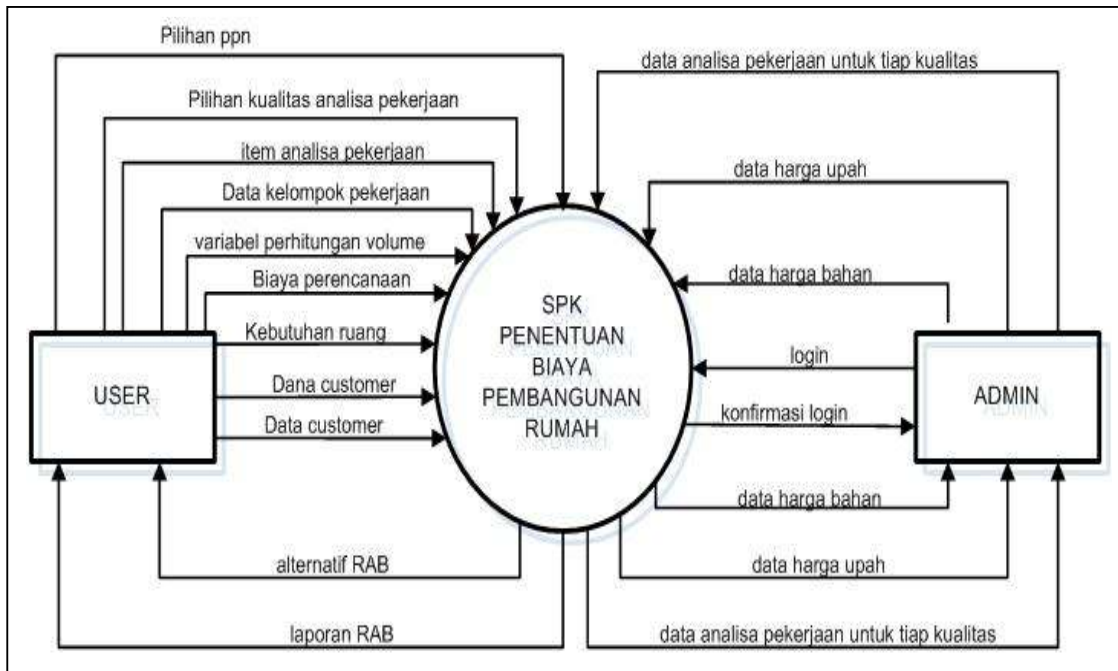 Pilihan ppn
Pilihan kualitas analisa pekerjaan
item analisa pekerjaan
Data kelompok pekerjaan
variabel perhitungan volume
Biaya perencanaan
Kebutuhan ruang
Dana customer
Data customer
USER
alternatif RAB
laporan RAB
SPK
PENENTUAN
BIAYA
PEMBANGUNAN
RUMAH
data analisa pekerjaan untuk tiap kualitas
data harga upah
data harga bahan
login
konfirmasi login
ADMIN
data harga bahan
data harga upah
data analisa pekerjaan untuk tiap kualitas